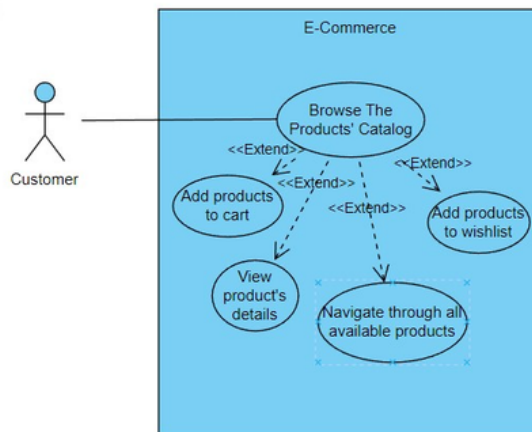 E-Commerce
Browse The
Products' Catalog
<<Extend>>
<<Extend>>
<<Extend>>
<<Extend>>
Customer
Add products
to cart
Add products
to wishlist
View
product's
details
Navigate through all
available products